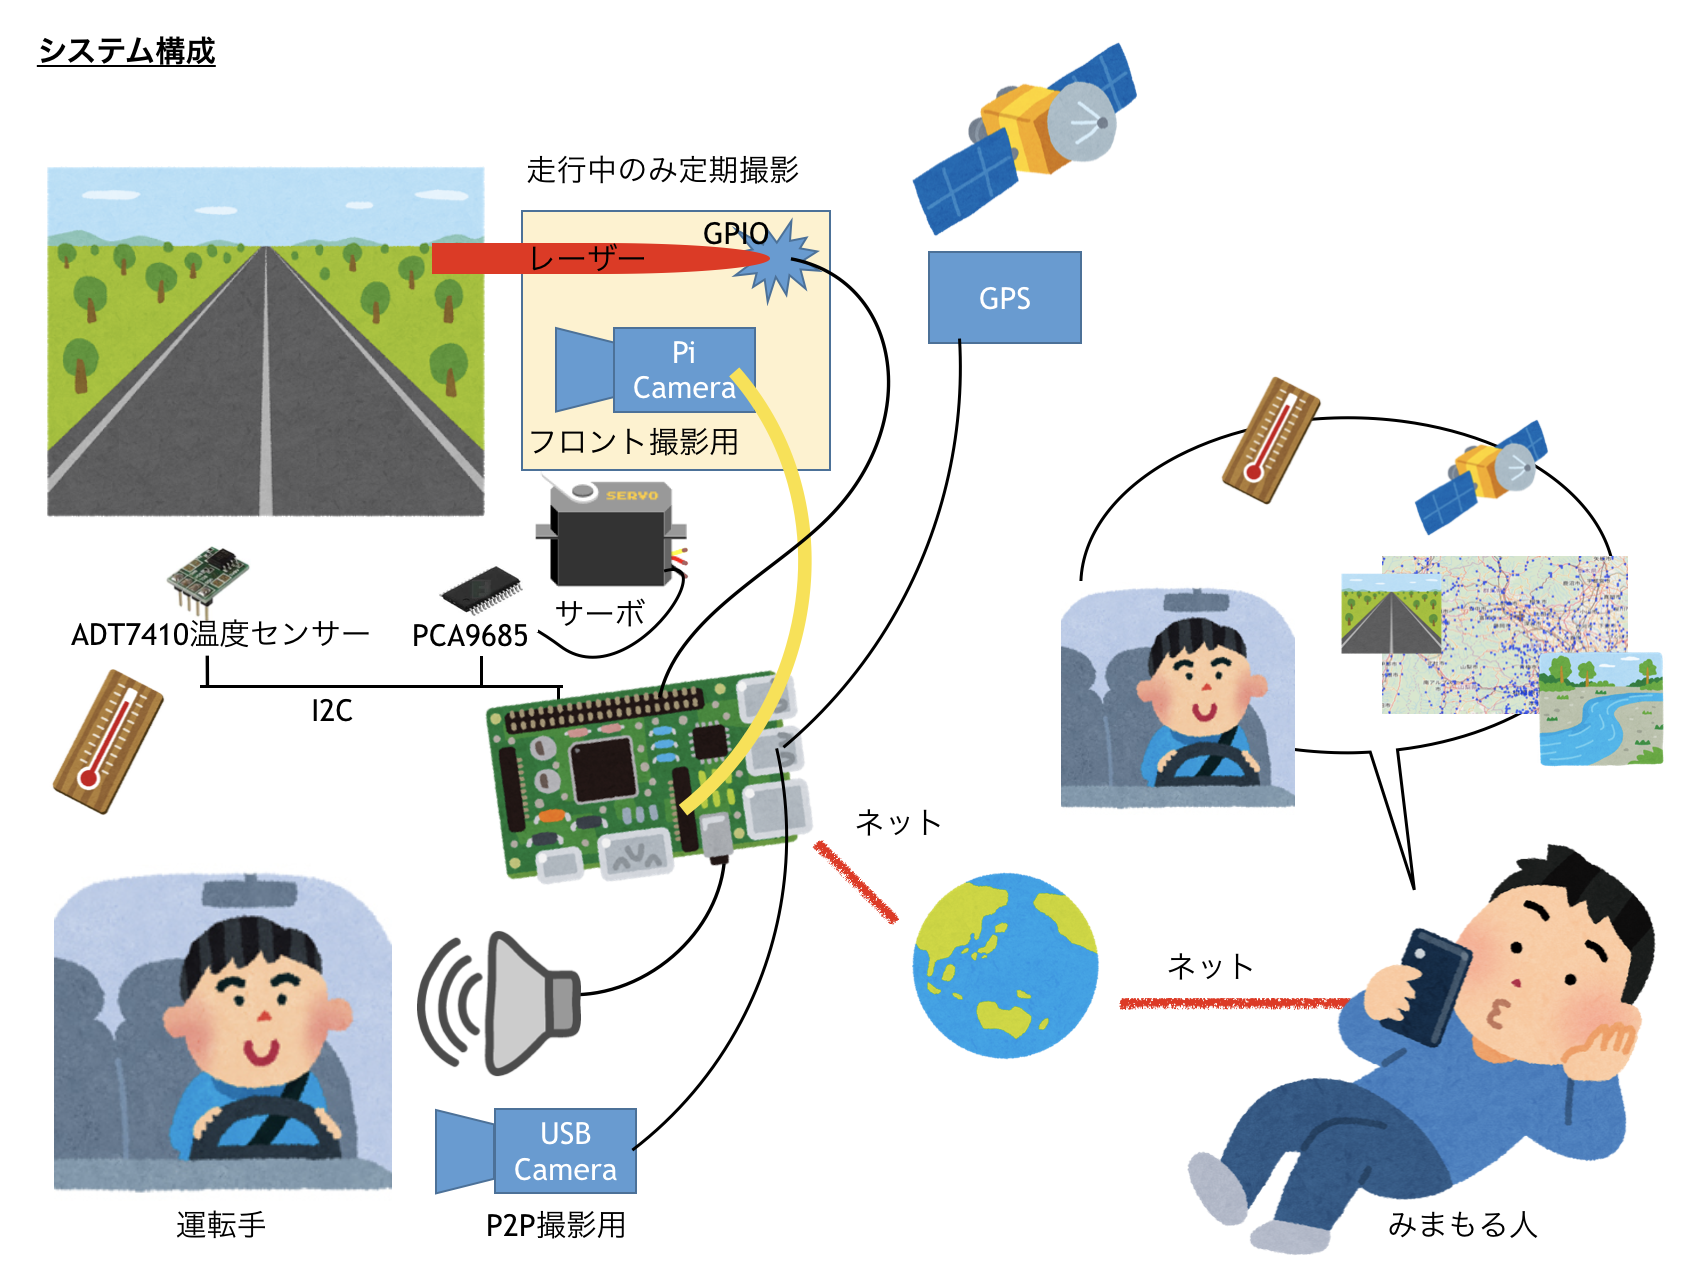 システム構成
走行中のみ定期撮影
GPIO
レーザー
Pi
Camera
フロント撮影用
GPS
SERVO
サーボ
ADT7410温度センサー
PCA9685
I2C
ネット
ネット
USB
Camera
運転手
P2P撮影用
みまもる人